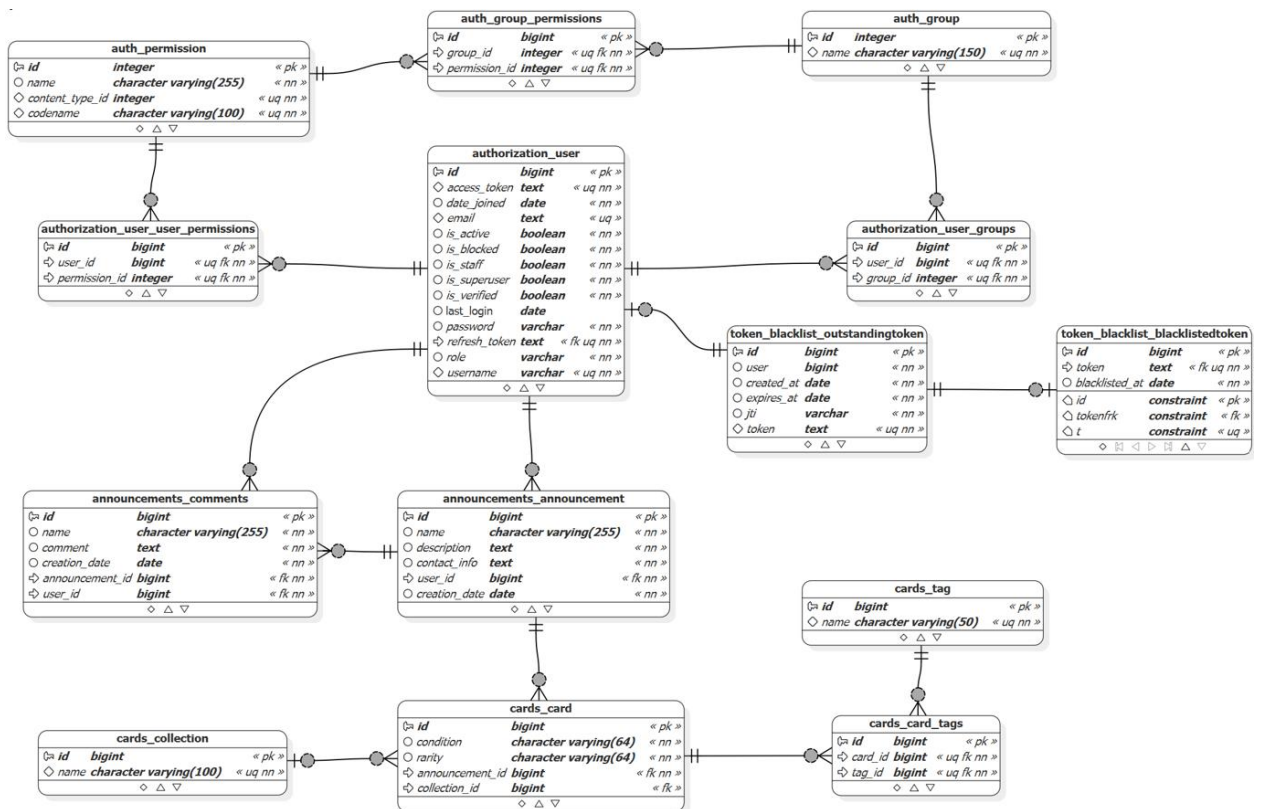 auth_group_permissions
id bigint « pk »
group_id integer « uq fk nn »
permission_id integer « uq fk nn »
auth_group
id integer « pk »
name character varying(150) « uq nn »
auth_permission
id integer « pk »
name character varying(255) « nn »
content_type_id integer « uq nn »
codename character varying(100) « uq nn »
authorization_user
id bigint « pk »
access_token text « uq nn »
date_joined date « nn »
email text « uq »
is_active boolean « nn »
is_blocked boolean « nn »
is_staff boolean « nn »
is_superuser boolean « nn »
is_verified boolean « nn »
last_login date
password varchar « nn »
refresh_token text « fk uq nn »
role varchar « nn »
username varchar « uq nn »
authorization_user_user_permissions
id bigint « pk »
user_id bigint « uq fk nn »
permission_id integer « uq fk nn »
authorization_user_groups
id bigint « pk »
user_id bigint « uq fk nn »
group_id integer « uq fk nn »
token_blacklist_outstandingtoken
id bigint « pk »
user bigint « nn »
created_at date « nn »
expires_at date « nn »
jti varchar « nn »
token text « uq nn »
token_blacklist_blacklistedtoken
id bigint « pk »
token text « fk uq nn »
blacklisted_at date « nn »
id constraint « pk »
tokenfrk constraint « fk »
t constraint « uq »
announcements_comments
id bigint « pk »
name character varying(255) « nn »
comment text « nn »
creation_date date « nn »
announcement_id bigint « fk nn »
user_id bigint « fk nn »
announcements_announcement
id bigint « pk »
name character varying(255) « nn »
description text « nn »
contact_info text « nn »
user_id bigint « fk nn »
creation_date date « nn »
cards_tag
id bigint « pk »
name character varying(50) « uq nn »
cards_collection
id bigint « pk »
name character varying(100) « uq nn »
cards_card
id bigint « pk »
condition character varying(64) « nn »
rarity character varying(64) « nn »
announcement_id bigint « fk nn »
collection_id bigint « fk »
cards_card_tags
id bigint « pk »
card_id bigint « uq fk nn »
tag_id bigint « uq fk nn »